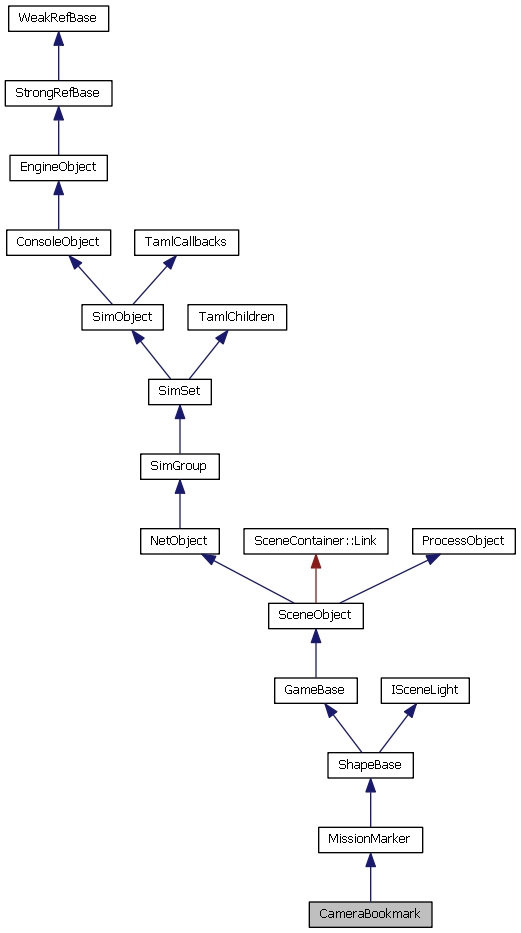 WeakRefBase
StrongRefBase
EngineObject
ConsoleObject
TamlCallbacks
SimObject
TamlChildren
SimSet
SimGroup
NetObject
SceneContainer::Link
ProcessObject
SceneObject
GameBase
ISceneLight
ShapeBase
MissionMarker
CameraBookmark